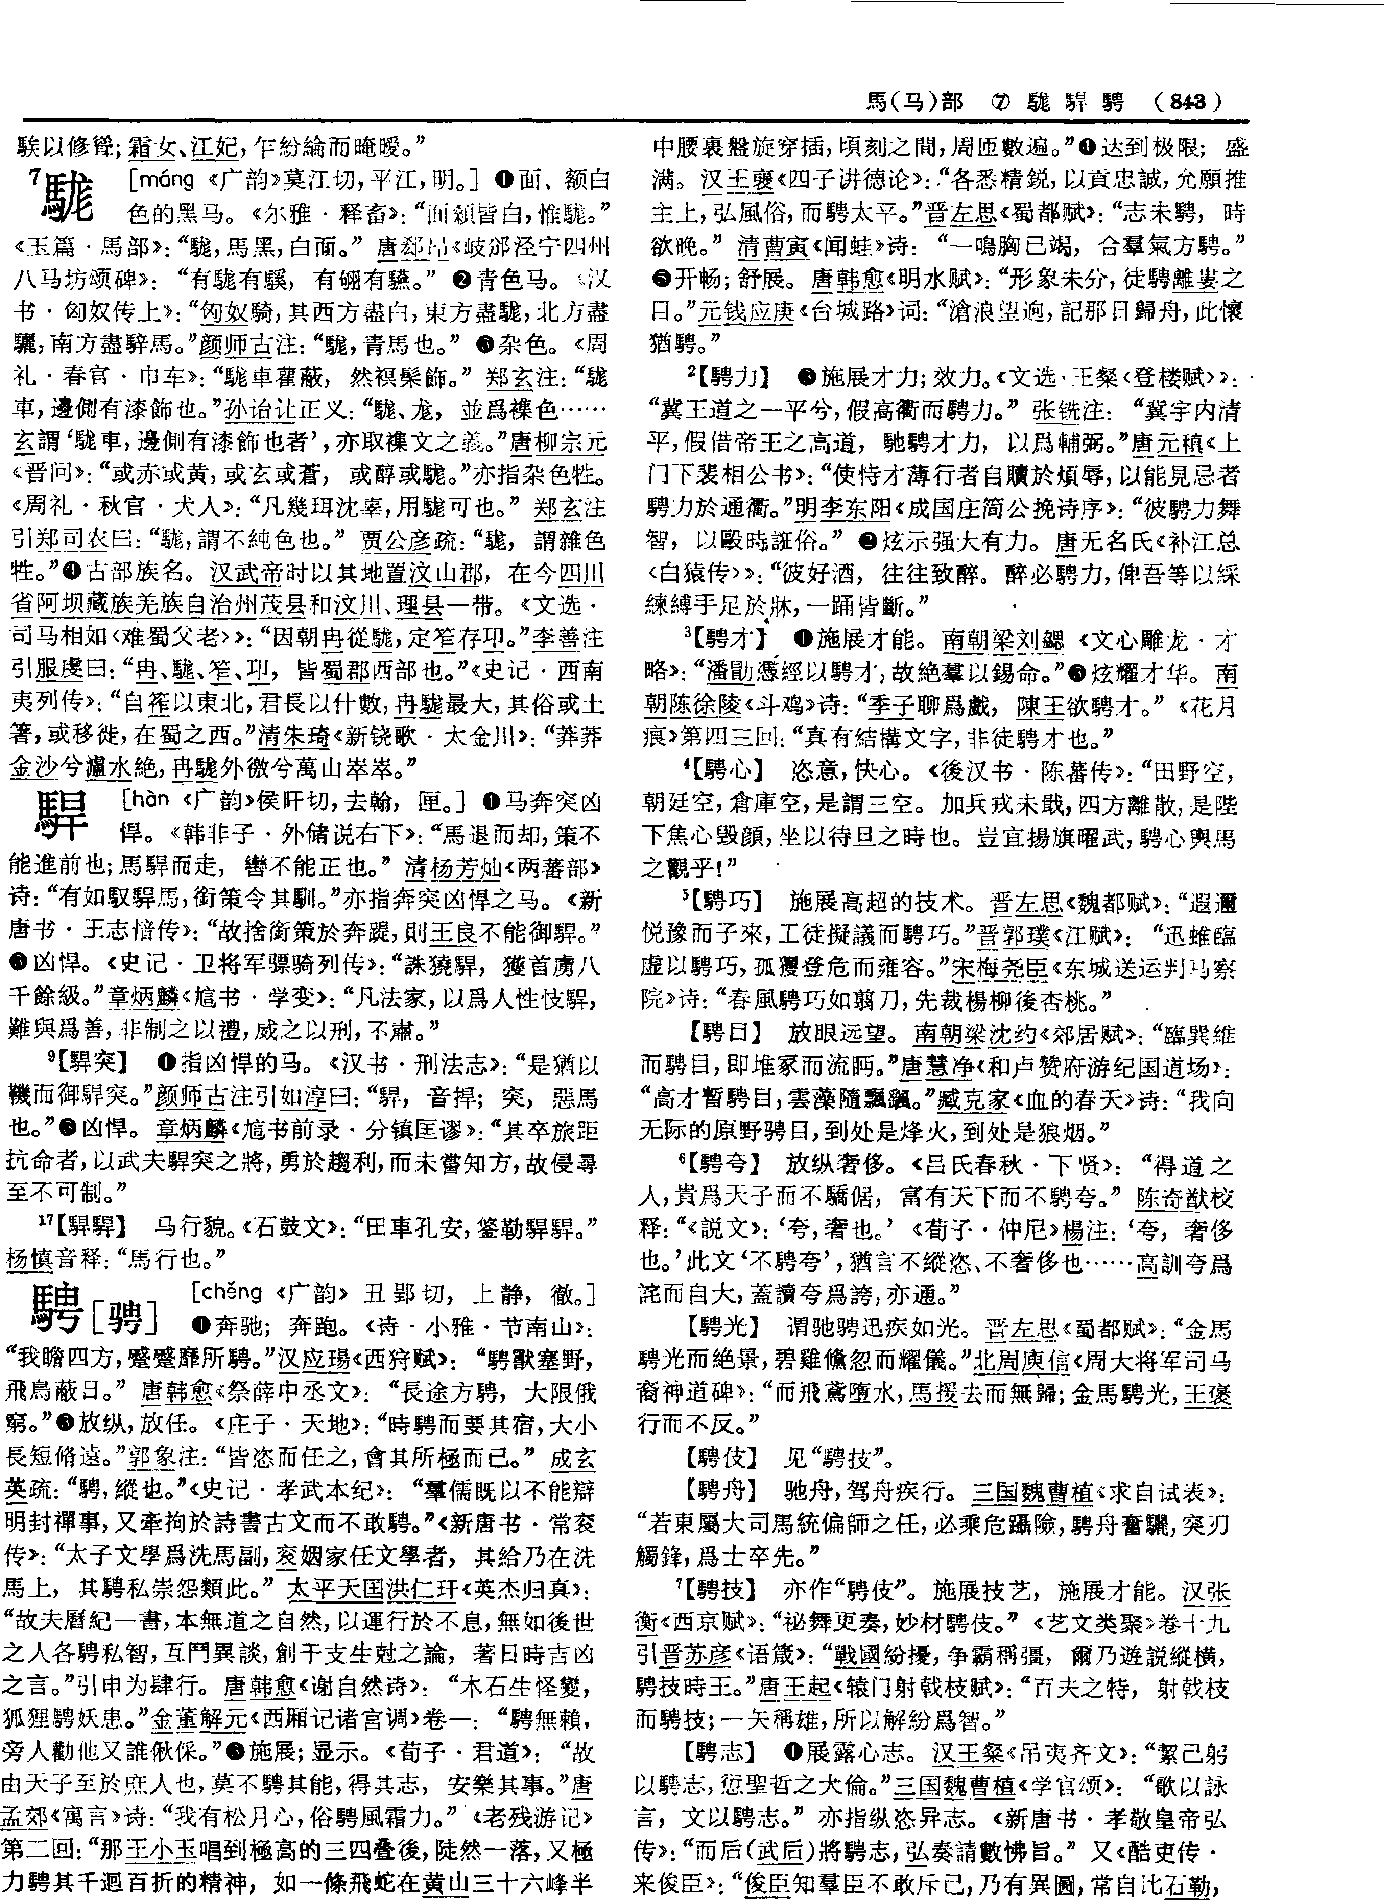 馬(马)部 ⑦ 駹 駻 騁 (843)
騃以修聳;霜女、江妃,乍紛綸而晻曖。”
7駹 [máng《广韵》莫江切,平江,明。] ❶面、额白
色的黑马。《尔雅·释畜》:“面顙皆白,惟駹。”
《玉篇·馬部》:“駹,馬黑,白面。”唐郄昂《岐邠泾宁四州
八马坊颂碑》:“有駹有騱,有翈有驠。”❷青色马。《汉
书·匈奴传上》:“匈奴騎,其西方盡白,東方盡駹,北方盡
驪,南方盡騂馬。”颜师古注:“駹,青馬也。”❸杂色。《周
礼·春官·巾车》:“駹車雚蔽,然䙰髹飾。”郑玄注:“駹
車,邊側有漆飾也。”孙诒让正义:“駹、龙,並爲襍色……
玄謂‘駹車,邊側有漆飾也者’,亦取襍文之義。”唐柳宗元
《晋问》:“或赤或黄,或玄或蒼,或醇或駹。”亦指杂色牲。
《周礼·秋官·犬人》:“凡幾珥沈辜,用駹可也。”郑玄注
引郑司农曰:“駹,謂不純色也。”贾公彦疏:“駹,謂雜色
牲。”❹古部族名。汉武帝时以其地置汶山郡,在今四川
省阿坝藏族羌族自治州茂县和汶川、理县一带。《文选·
司马相如〈难蜀父老〉》:“因朝冉從駹,定笮存邛。”李善注
引服虔曰:“冉、駹、笮、邛,皆蜀郡西部也。”《史记·西南
夷列传》:“自筰以東北,君長以什數,冉駹最大,其俗或土
箸,或移徙,在蜀之西。”清朱琦《新铙歌·太金川》:“莽莽
金沙兮瀘水絶,冉駹外徼兮萬山崒崒。”
駻 [hàn《广韵》侯旰切,去翰,匣。] ❶马奔突凶
悍。《韩非子·外储说右下》:“馬退而却,策不
能進前也;馬駻而走,轡不能正也。”清杨芳灿《两蕃部》
诗:“有如馭駻馬,銜策令其馴。”亦指奔突凶悍之马。《新
唐书·王志愔传》:“故捨銜策於奔踶,則王良不能御駻。”
❷凶悍。《史记·卫将军骠骑列传》:“誅獟駻,獲首虜八
千餘級。”章炳麟《訄书·学变》:“凡法家,以爲人性忮駻,
難與爲善,非制之以禮,威之以刑,不肅。”
9【駻突】 ❶指凶悍的马。《汉书·刑法志》:“是猶以
鞿而御駻突。”颜师古注引如淳曰:“駻,音捍;突,惡馬
也。”❷凶悍。章炳麟《訄书前录·分镇匡谬》:“其卒旅距
抗命者,以武夫駻突之將,勇於趨利,而未嘗知方,故侵尋
至不可制。”
17【駻駻】 马行貌。《石鼓文》:“田車孔安,鋚勒駻駻。”
杨慎音释:“馬行也。”
騁[骋] [chěng《广韵》丑郢切,上静,徹。]
❶奔驰;奔跑。《诗·小雅·节南山》:
“我瞻四方,蹙蹙靡所騁。”汉应瑒《西狩赋》:“騁獸塞野,
飛鳥蔽日。”唐韩愈《祭薛中丞文》:“長途方騁,大限俄
窮。”❷放纵,放任。《庄子·天地》:“時騁而要其宿,大小
長短脩遠。”郭象注:“皆恣而任之,會其所極而已。”成玄
英疏:“騁,縱也。”《史记·孝武本纪》:“羣儒既以不能辯
明封禪事,又牽拘於詩書古文而不敢騁。”《新唐书·常衮
传》:“太子文學爲洗馬副,衮姻家任文學者,其給乃在洗
馬上,其騁私崇怨類此。”太平天囯洪仁玕《英杰归真》:
“故夫曆紀一書,本無道之自然,以運行於不息,無如後世
之人各騁私智,互鬥異談,創干支生尅之論,著日時吉凶
之言。”引申为肆行。唐韩愈《谢自然诗》:“木石生怪變,
狐狸騁妖患。”金董解元《西厢记诸宫调》卷一:“騁無賴,
旁人勸他又誰偢倸。”❸施展;显示。《荀子·君道》:“故
由天子至於庶人也,莫不騁其能,得其志,安樂其事。”唐
孟郊《寓言》诗:“我有松月心,俗騁風霜力。”《老残游记》
第二回:“那王小玉唱到極高的三四叠後,陡然一落,又極
力騁其千迴百折的精神,如一條飛蛇在黄山三十六峰半
中腰裏盤旋穿插,頃刻之間,周匝數遍。”❹达到极限;盛
满。汉王褒《四子讲德论》:“各悉精鋭,以貢忠誠,允願推
主上,弘風俗,而騁太平。”晋左思《蜀都赋》:“志未騁,時
欲晚。”清曹寅《闻蛙》诗:“一鳴胸已竭,合羣氣方騁。”
❺开畅;舒展。唐韩愈《明水赋》:“形象未分,徒騁離婁之
目。”元钱应庚《台城路》词:“滄浪望迥,記那日歸舟,此懷
猶騁。”
2【騁力】 ❶施展才力;效力。《文选·王粲〈登楼赋〉》:
“冀王道之一平兮,假高衢而騁力。”张铣注:“冀宇内清
平,假借帝王之高道,馳騁才力,以爲輔弼。”唐元稹《上
门下裴相公书》:“使恃才薄行者自贖於煩辱,以能見忌者
騁力於通衢。”明李东阳《成国庄简公挽诗序》:“彼騁力舞
智,以毆時誑俗。”❷炫示强大有力。唐无名氏《补江总
〈白猿传〉》:“彼好酒,往往致醉。醉必騁力,俾吾等以綵
練縛手足於牀,一踊皆斷。”
3【騁才】 ❶施展才能。南朝梁刘勰《文心雕龙·才
略》:“潘勖憑經以騁才,故絶羣以錫命。”❷炫耀才华。南
朝陈徐陵《斗鸡》诗:“季子聊爲戲,陳王欲騁才。”《花月
痕》第四三回:“真有結構文字,非徒騁才也。”
4【騁心】 恣意,快心。《後汉书·陈蕃传》:“田野空,
朝廷空,倉庫空,是謂三空。加兵戎未戢,四方離散,是陛
下焦心毁顔,坐以待旦之時也。豈宜揚旗曜武,騁心輿馬
之觀乎!”
5【騁巧】 施展高超的技术。晋左思《魏都赋》:“遐邇
悦豫而子來,工徒擬議而騁巧。”晋郭璞《江赋》:“迅蜼臨
虚以騁巧,孤玃登危而雍容。”宋梅尧臣《东城送运判马察
院》诗:“春風騁巧如翦刀,先裁楊柳後杏桃。”
【騁目】 放眼远望。南朝梁沈约《郊居赋》:“臨巽維
而騁目,即堆冢而流眄。”唐慧净《和卢赞府游纪国道场》:
“高才暫騁目,雲藻隨飄飄。”臧克家《血的春天》诗:“我向
无际的原野骋目,到处是烽火,到处是狼烟。”
6【騁夸】 放纵奢侈。《吕氏春秋·下贤》:“得道之
人,貴爲天子而不驕倨,富有天下而不騁夸。”陈奇猷校
释:“《説文》:‘夸,奢也。’《荀子·仲尼》楊注:‘夸,奢侈
也。’此文‘不騁夸’,猶言不縱恣、不奢侈也……高訓夸爲
詫而自大,蓋讀夸爲誇,亦通。”
【騁光】 谓驰骋迅疾如光。晋左思《蜀都赋》:“金馬
騁光而絶景,碧雞儵忽而耀儀。”北周庾信《周大将军司马
裔神道碑》:“而飛鳶墮水,馬援去而無歸;金馬騁光,王褒
行而不反。”
【騁伎】 见“騁技”。
【騁舟】 驰舟,驾舟疾行。三国魏曹植《求自试表》:
“若東屬大司馬統偏師之任,必乘危躡險,騁舟奮驪,突刃
觸鋒,爲士卒先。”
7【騁技】 亦作“騁伎”。施展技艺,施展才能。汉张
衡《西京赋》:“祕舞更奏,妙材騁伎。”《艺文类聚》卷十九
引晋苏彦《语箴》:“戰國紛擾,争霸稱彊,爾乃遊説縱橫,
騁技時王。”唐王起《辕门射戟枝赋》:“百夫之特,射戟枝
而騁技;一矢稱雄,所以解紛爲智。”
【騁志】 ❶展露心志。汉王粲《吊夷齐文》:“絜己躬
以騁志,愆聖哲之大倫。”三国魏曹植《学官颂》:“歌以詠
言,文以騁志。”亦指纵恣异志。《新唐书·孝敬皇帝弘
传》:“而后(武后)將騁志,弘奏請數怫旨。”又《酷吏传·
来俊臣》:“俊臣知羣臣不敢斥己,乃有異圖,常自比石勒,